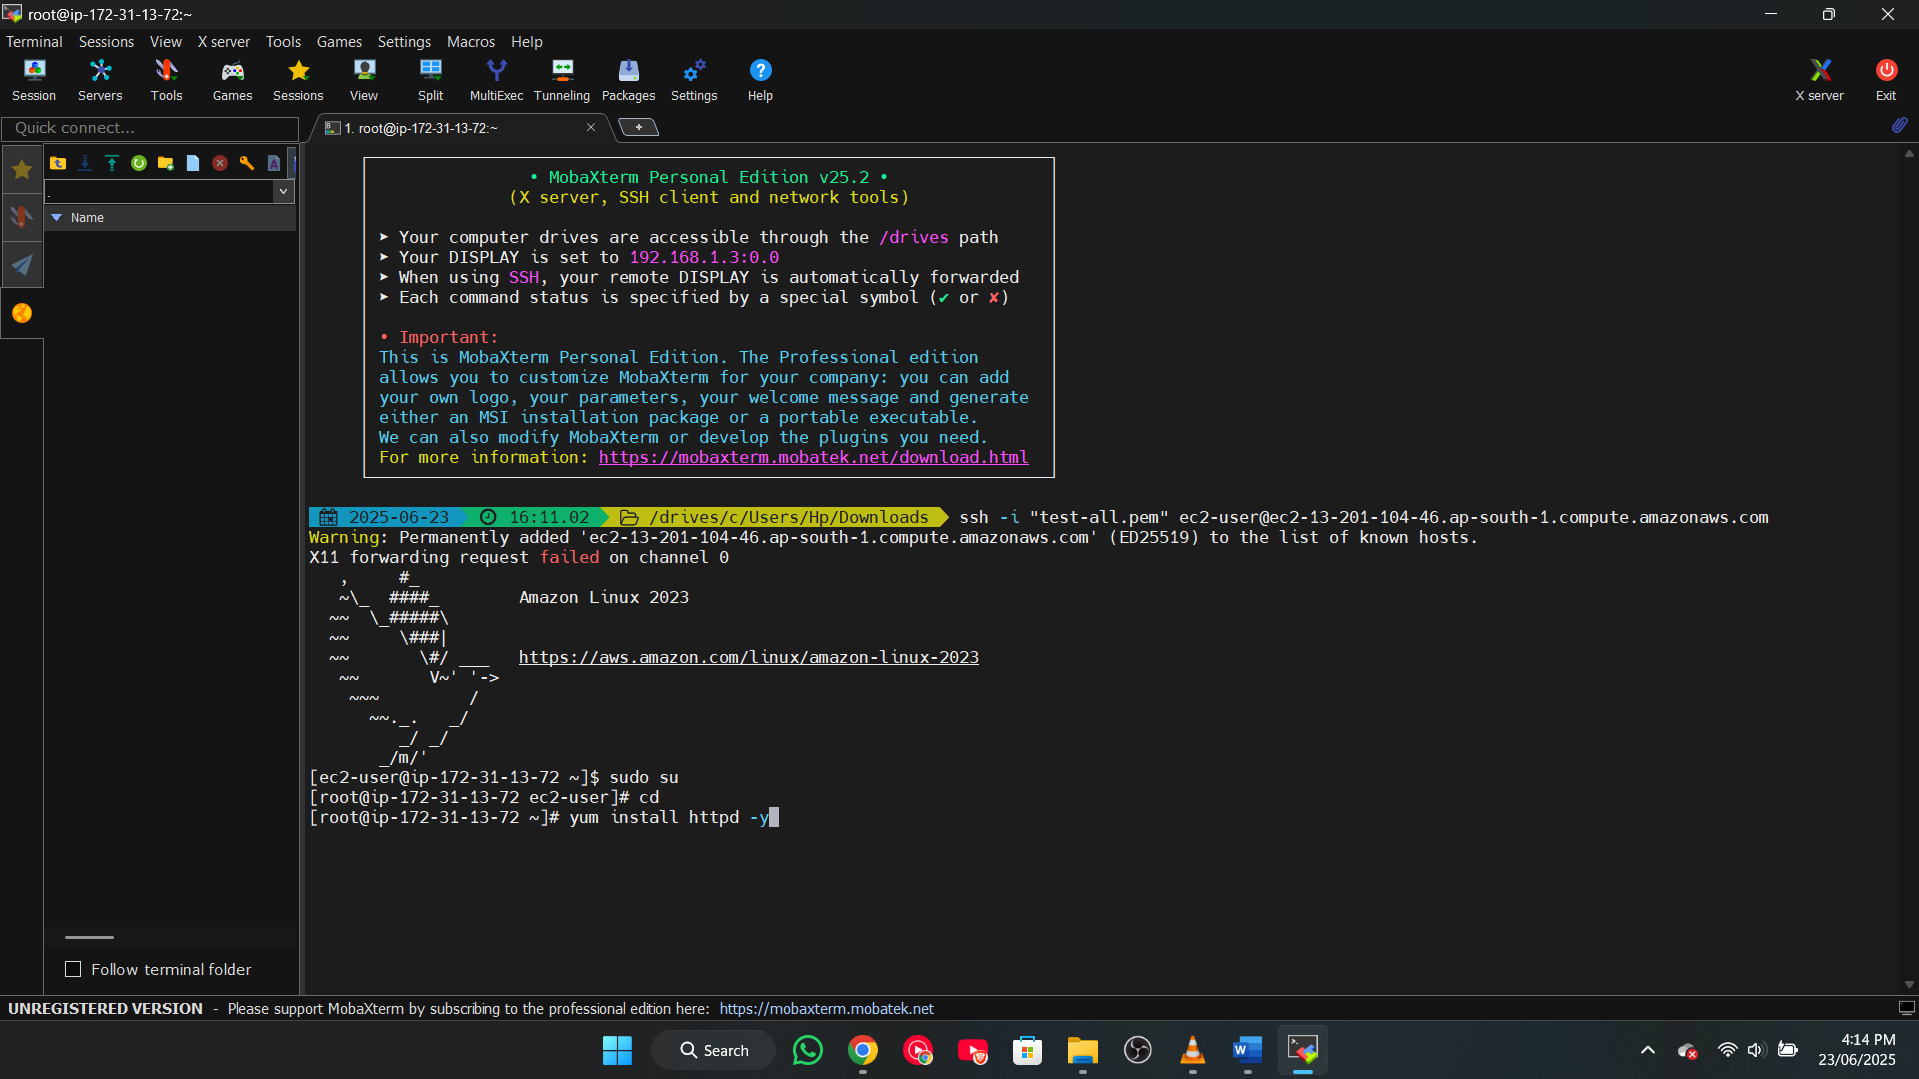 root@ip-172-31-13-72:~
Terminal Sessions View X server Tools Games Settings Macros Help
Session Servers Tools Games Sessions View Split MultiExec Tunneling Packages Settings Help X server Exit
Quick connect...
1. root@ip-172-31-13-72:~
.
Name
• MobaXterm Personal Edition v25.2 •
(X server, SSH client and network tools)
➤ Your computer drives are accessible through the /drives path
➤ Your DISPLAY is set to 192.168.1.3:0.0
➤ When using SSH, your remote DISPLAY is automatically forwarded
➤ Each command status is specified by a special symbol (✔ or ✘)
• Important:
This is MobaXterm Personal Edition. The Professional edition
allows you to customize MobaXterm for your company: you can add
your own logo, your parameters, your welcome message and generate
either an MSI installation package or a portable executable.
We can also modify MobaXterm or develop the plugins you need.
For more information: https://mobaxterm.mobatek.net/download.html
2025-06-23 16:11.02 /drives/c/Users/Hp/Downloads ssh -i "test-all.pem" ec2-user@ec2-13-201-104-46.ap-south-1.compute.amazonaws.com
Warning: Permanently added 'ec2-13-201-104-46.ap-south-1.compute.amazonaws.com' (ED25519) to the list of known hosts.
X11 forwarding request failed on channel 0
   ,     #_
   ~\_  ####_        Amazon Linux 2023
  ~~  \_#####\
  ~~     \###|
  ~~       \#/ ___   https://aws.amazon.com/linux/amazon-linux-2023
   ~~       V~' '->
    ~~~         /
      ~~._.   _/
         _/ _/
       _/m/'
[ec2-user@ip-172-31-13-72 ~]$ sudo su
[root@ip-172-31-13-72 ec2-user]# cd
[root@ip-172-31-13-72 ~]# yum install httpd -y
Follow terminal folder
UNREGISTERED VERSION - Please support MobaXterm by subscribing to the professional edition here: https://mobaxterm.mobatek.net
Search
4:14 PM
23/06/2025